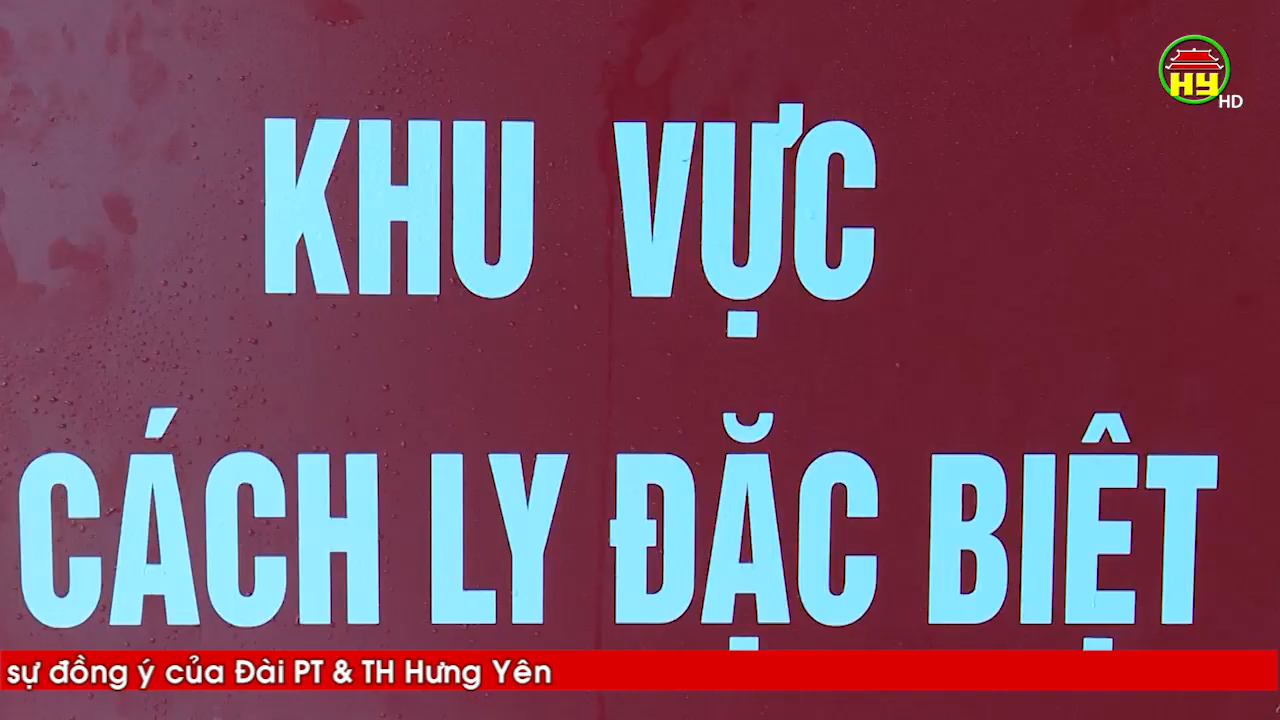 HY HD
KHU VỰC
CÁCH LY ĐẶC BIỆT
sự đồng ý của Đài PT & TH Hưng Yên